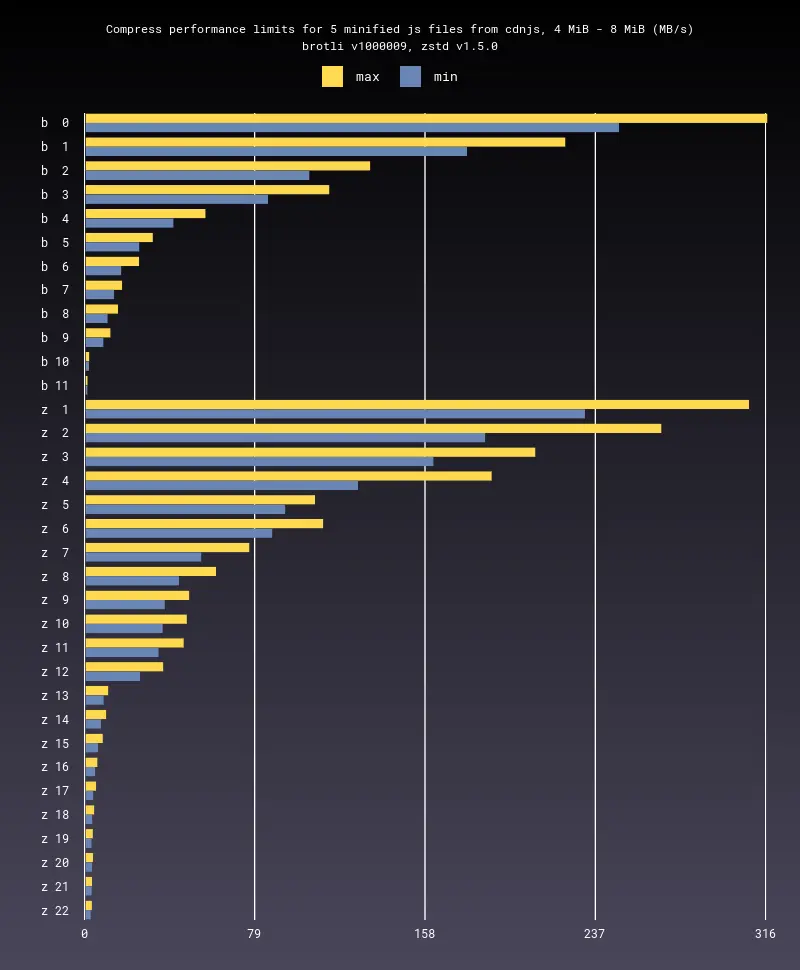 Compress performance limits for 5 minified js files from cdnjs, 4 MiB - 8 MiB (MB/s)
brotli v1000009, zstd v1.5.0
max min
b 0
b 1
b 2
b 3
b 4
b 5
b 6
b 7
b 8
b 9
b 10
b 11
z 1
z 2
z 3
z 4
z 5
z 6
z 7
z 8
z 9
z 10
z 11
z 12
z 13
z 14
z 15
z 16
z 17
z 18
z 19
z 20
z 21
z 22
0 79 158 237 316